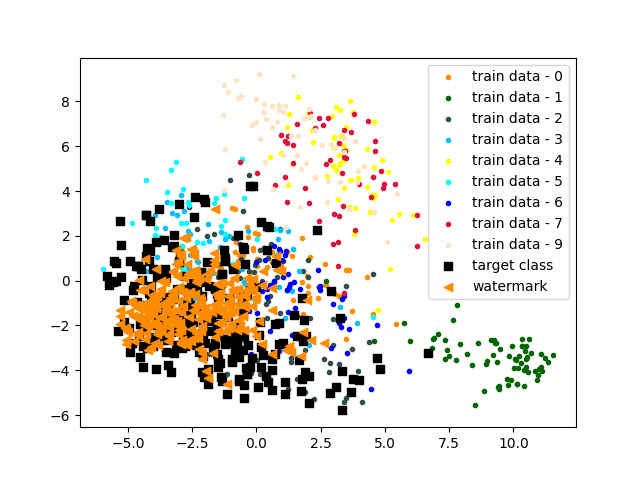 train data - 0
train data - 1
train data - 2
train data - 3
train data - 4
train data - 5
train data - 6
train data - 7
train data - 9
target class
watermark
8
6
4
2
0
−2
−4
−6
−5.0 −2.5 0.0 2.5 5.0 7.5 10.0